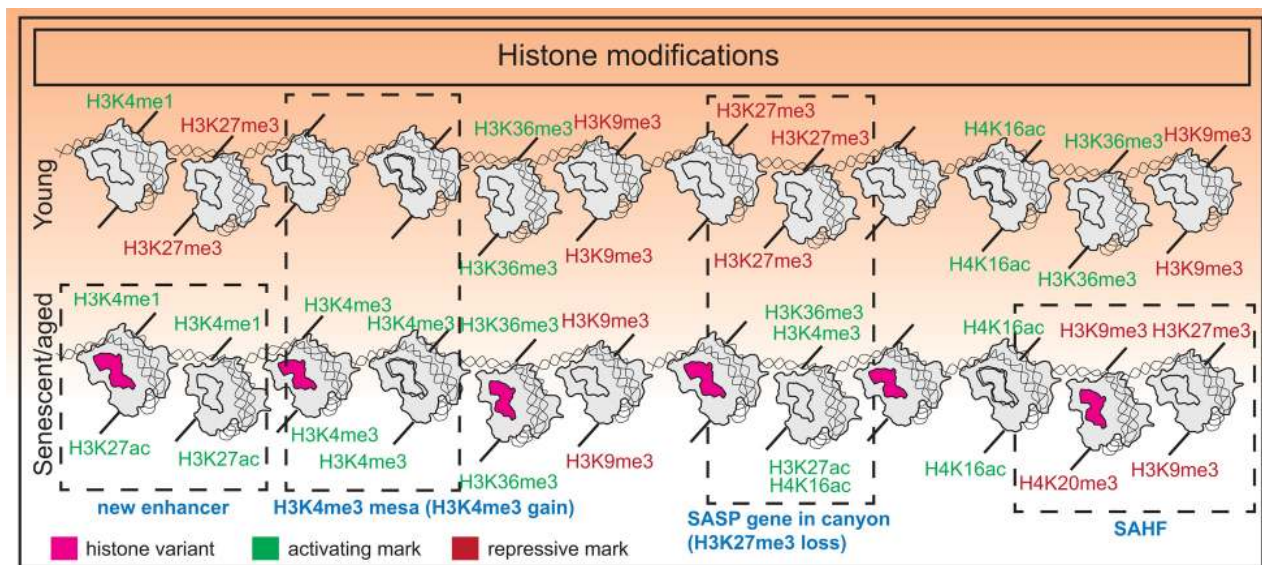 Histone modifications
Young
H3K4me1
H3K27me3
H3K36me3
H3K9me3
H3K27me3
H3K27me3
H4K16ac
H3K36me3
H3K9me3
H3K27me3
H3K36me3
H3K9me3
H3K27me3
H4K16ac
H3K36me3
H3K9me3
Senescent/aged
H3K4me1
H3K4me1
H3K4me3
H3K4me3
H3K36me3
H3K9me3
H3K36me3
H3K4me3
H4K16ac
H3K9me3
H3K27me3
H3K27ac
H3K27ac
H3K4me3
H3K4me3
H3K36me3
H3K9me3
H3K27ac
H4K16ac
H4K16ac
H4K20me3
H3K9me3
new enhancer
H3K4me3 mesa (H3K4me3 gain)
SASP gene in canyon
(H3K27me3 loss)
SAHF
histone variant
activating mark
repressive mark